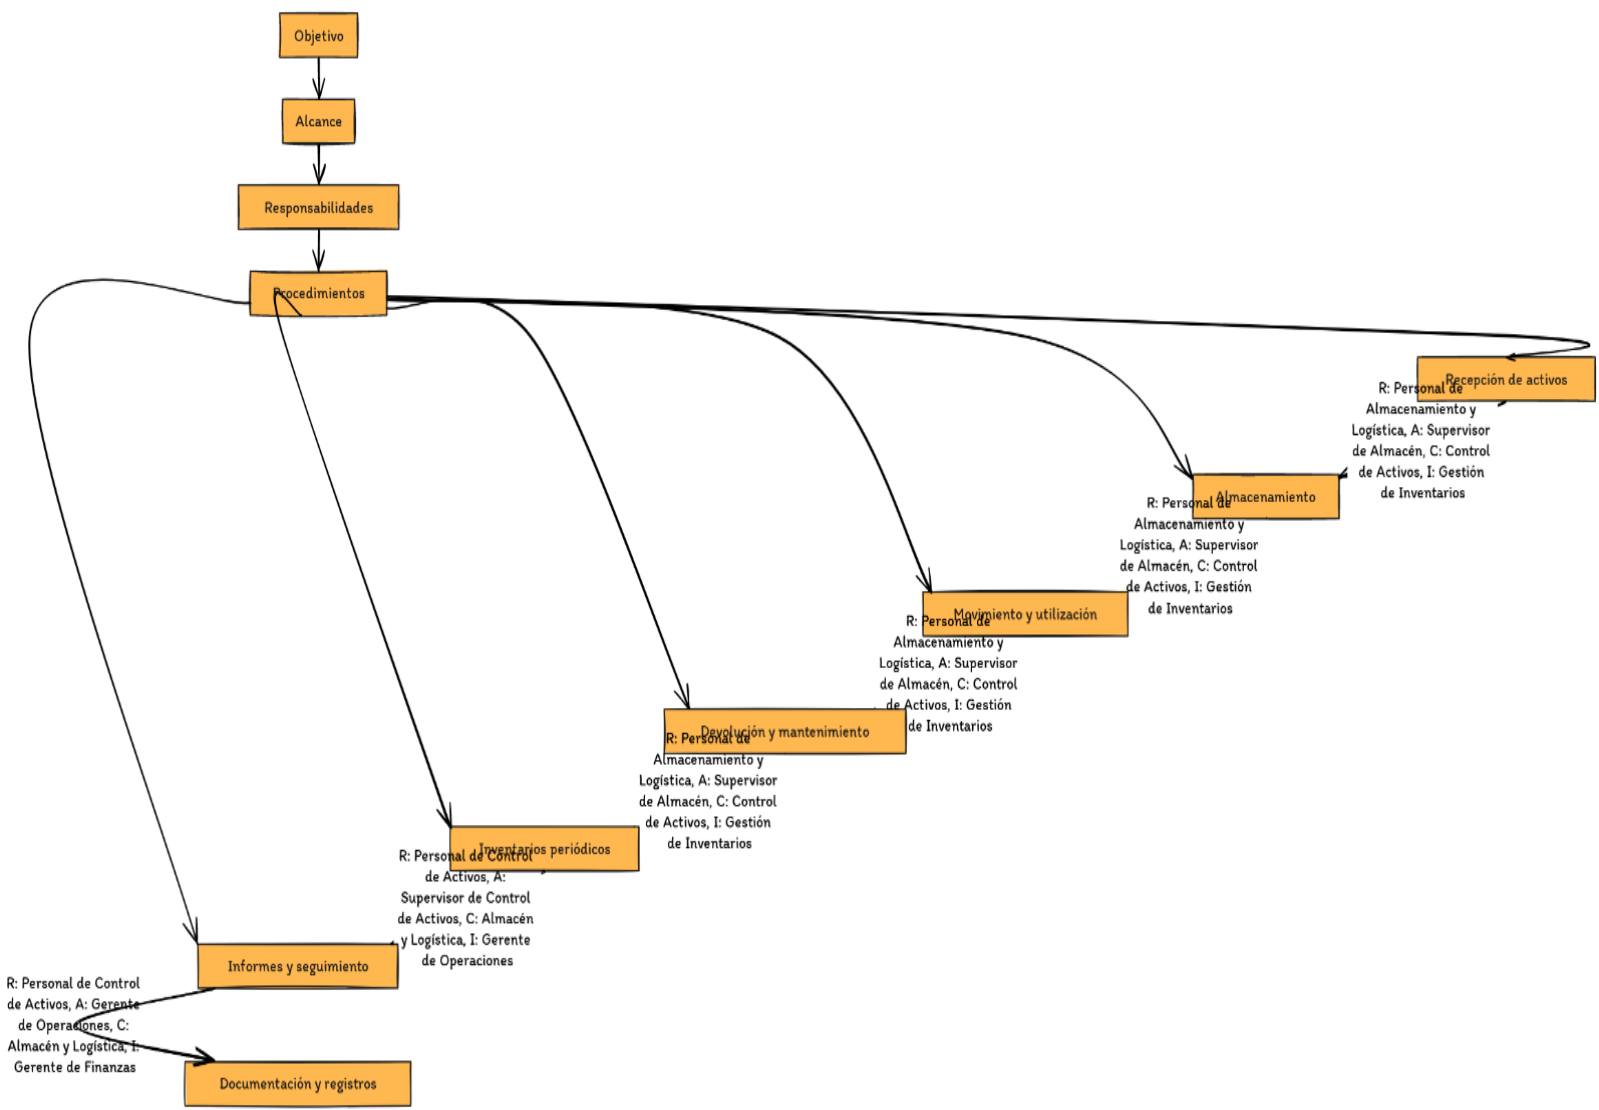 Objetivo
Alcance
Responsabilidades
Procedimientos
Recepción de activos
R: Personal de
Almacenamiento y
Logística, A: Supervisor
de Almacén, C: Control
de Activos, I: Gestión
de Inventarios
Almacenamiento
R: Personal de
Almacenamiento y
Logística, A: Supervisor
de Almacén, C: Control
de Activos, I: Gestión
de Inventarios
Movimiento y utilización
R: Personal de
Almacenamiento y
Logística, A: Supervisor
de Almacén, C: Control
de Activos, I: Gestión
de Inventarios
Devolución y mantenimiento
R: Personal de
Almacenamiento y
Logística, A: Supervisor
de Almacén, C: Control
de Activos, I: Gestión
de Inventarios
Inventarios periódicos
R: Personal de Control
de Activos, A:
Supervisor de Control
de Activos, C: Almacén
y Logística, I: Gerente
de Operaciones
Informes y seguimiento
R: Personal de Control
de Activos, A: Gerente
de Operaciones, C:
Almacén y Logística, I:
Gerente de Finanzas
Documentación y registros